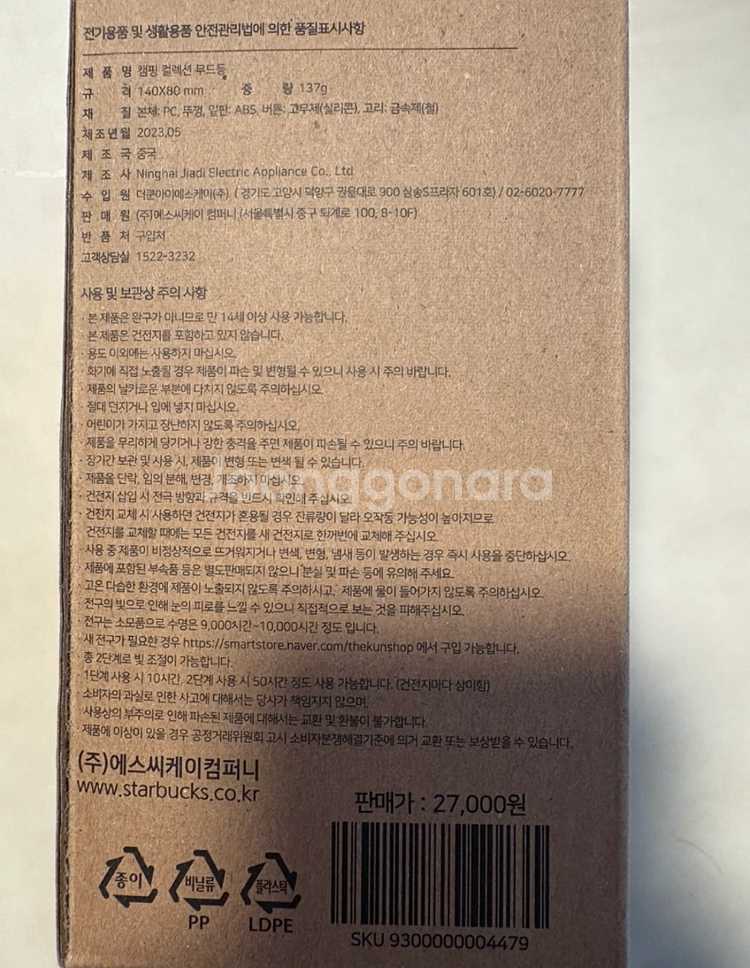 전기용품 및 생활용품 안전관리법에 의한 품질표시사항
제 품 명 캠핑 컬렉션 무드등
규 격 140X80 mm 중 량 137g
재 질 본체: PC, 뚜껑, 밑판: ABS, 버튼: 고무제(실리콘), 고리: 금속제(철)
제조년월 2023.05
제 조 국 중국
제 조 사 Ninghai Jiadi Electric Appliance Co., Ltd
수 입 원 더쿤아이에스케이(주). ( 경기도 고양시 덕양구 권율대로 900 삼송S프라자 601호) / 02-6020-7777
판 매 원 (주)에스씨케이 컴퍼니 (서울특별시 중구 퇴계로 100, 8-10F)
반 품 처 구입처
고객상담실 1522-3232
사용 및 보관상 주의 사항
· 본 제품은 완구가 아니므로 만 14세 이상 사용 가능합니다.
· 본 제품은 건전지를 포함하고 있지 않습니다.
· 용도 이외에는 사용하지 마십시오.
· 화기에 직접 노출될 경우 제품이 파손 및 변형될 수 있으니 사용 시 주의 바랍니다.
· 제품의 날카로운 부분에 다치지 않도록 주의하십시오.
· 절대 던지거나 입에 넣지 마십시오.
· 어린이가 가지고 장난하지 않도록 주의하십시오.
· 제품을 무리하게 당기거나 강한 충격을 주면 제품이 파손될 수 있으니 주의 바랍니다.
· 장기간 보관 및 사용 시, 제품이 변형 또는 변색 될 수 있습니다.
· 제품을 단락, 임의 분해, 변경, 개조하지 마십시오.
· 건전지 삽입 시 전극 방향과 규격을 반드시 확인해 주십시오.
· 건전지 교체 시 사용하던 건전지가 혼용될 경우 잔류량이 달라 오작동 가능성이 높아지므로
건전지를 교체할 때에는 모든 건전지를 새 건전지로 한꺼번에 교체해 주십시오.
· 사용 중 제품이 비정상적으로 뜨거워지거나 변색, 변형, 냄새 등이 발생하는 경우 즉시 사용을 중단하십시오.
· 제품에 포함된 부속품 등은 별도판매되지 않으니 분실 및 파손 등에 유의해 주세요.
· 고온 다습한 환경에 제품이 노출되지 않도록 주의하시고, 제품에 물이 들어가지 않도록 주의하십시오.
· 전구의 빛으로 인해 눈의 피로를 느낄 수 있으니 직접적으로 보는 것을 피해주십시오.
· 전구는 소모품으로 수명은 9,000시간~10,000시간 정도 입니다.
· 새 전구가 필요한 경우 https://smartstore.naver.com/thekunshop 에서 구입 가능합니다.
· 총 2단계로 빛 조절이 가능합니다.
· 1단계 사용 시 10시간, 2단계 사용 시 50시간 정도 사용 가능합니다. (건전지마다 상이함)
· 소비자의 과실로 인한 사고에 대해서는 당사가 책임지지 않으며,
사용상의 부주의로 인해 파손된 제품에 대해서는 교환 및 환불이 불가합니다.
· 제품에 이상이 있을 경우 공정거래위원회 고시 소비자분쟁해결기준에 의거 교환 또는 보상받을 수 있습니다.
(주)에스씨케이컴퍼니
www.starbucks.co.kr
판매가 : 27,000원
종이 비닐류 플라스틱
PP LDPE
SKU 9300000004479
joonggonara